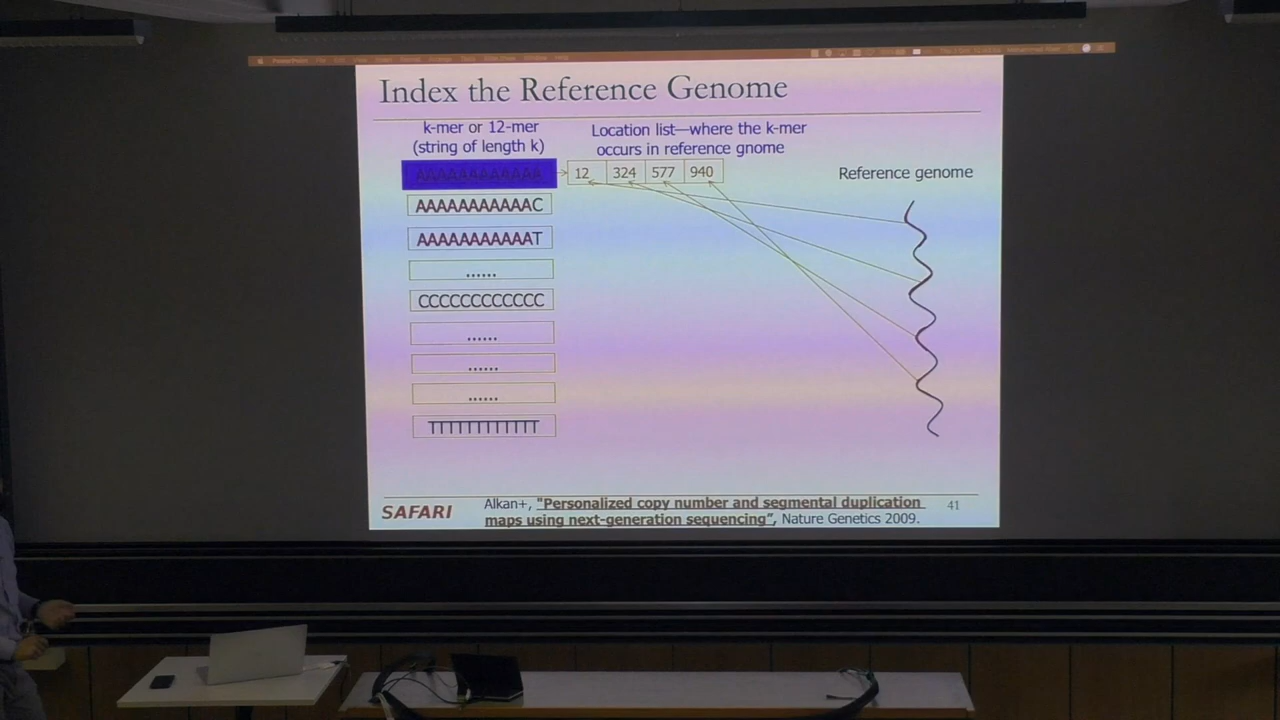 PowerPoint
Index the Reference Genome
k-mer or 12-mer
(string of length k)
Location list—where the k-mer
occurs in reference gnome
AAAAAAAAAAAA
12 324 577 940
Reference genome
AAAAAAAAAAAC
AAAAAAAAAAAT
......
CCCCCCCCCCCC
......
......
......
TTTTTTTTTTTT
SAFARI
Alkan+, "Personalized copy number and segmental duplication
maps using next-generation sequencing", Nature Genetics 2009.
41